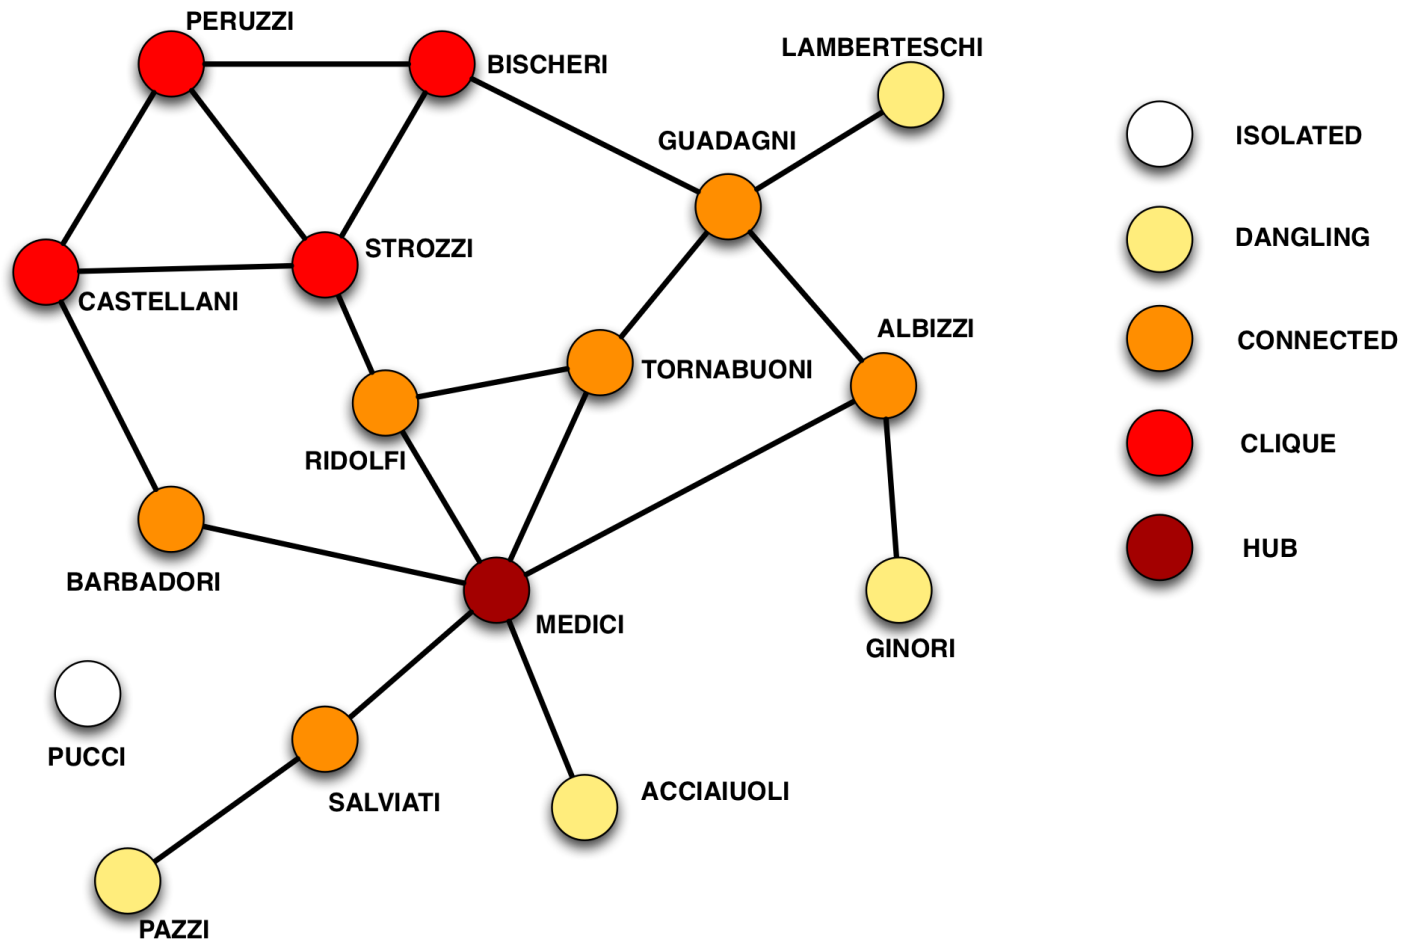 PERUZZI
BISCHERI
LAMBERTESCHI
GUADAGNI
STROZZI
CASTELLANI
ALBIZZI
TORNABUONI
RIDOLFI
BARBADORI
MEDICI
GINORI
PUCCI
SALVIATI
ACCIAIUOLI
PAZZI
ISOLATED
DANGLING
CONNECTED
CLIQUE
HUB